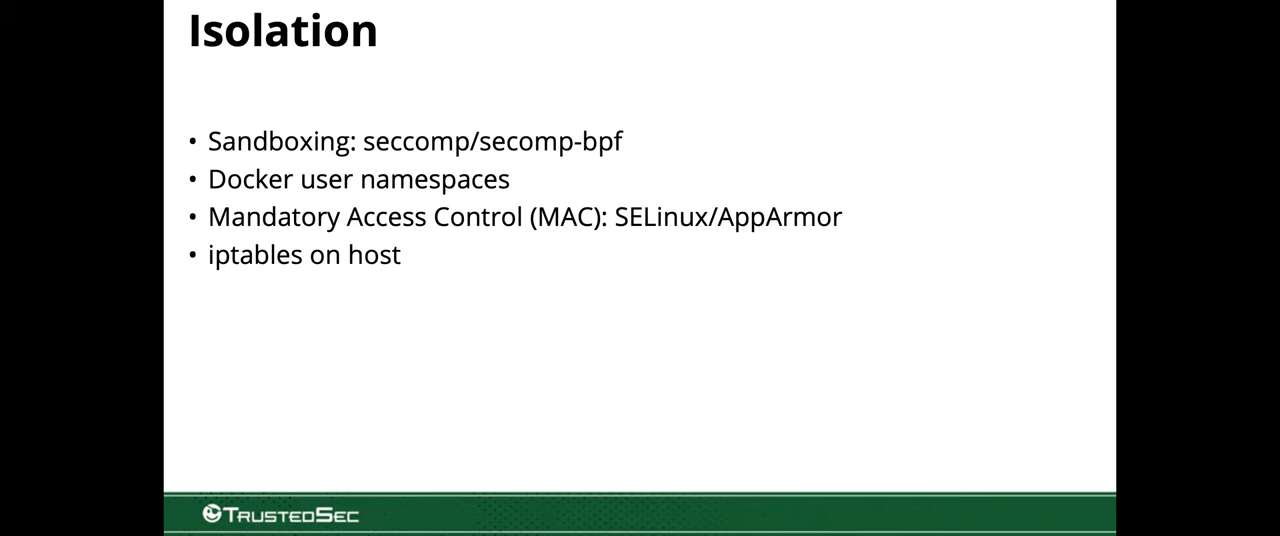 Isolation
• Sandboxing: seccomp/secomp-bpf
• Docker user namespaces
• Mandatory Access Control (MAC): SELinux/AppArmor
• iptables on host
TrustedSec